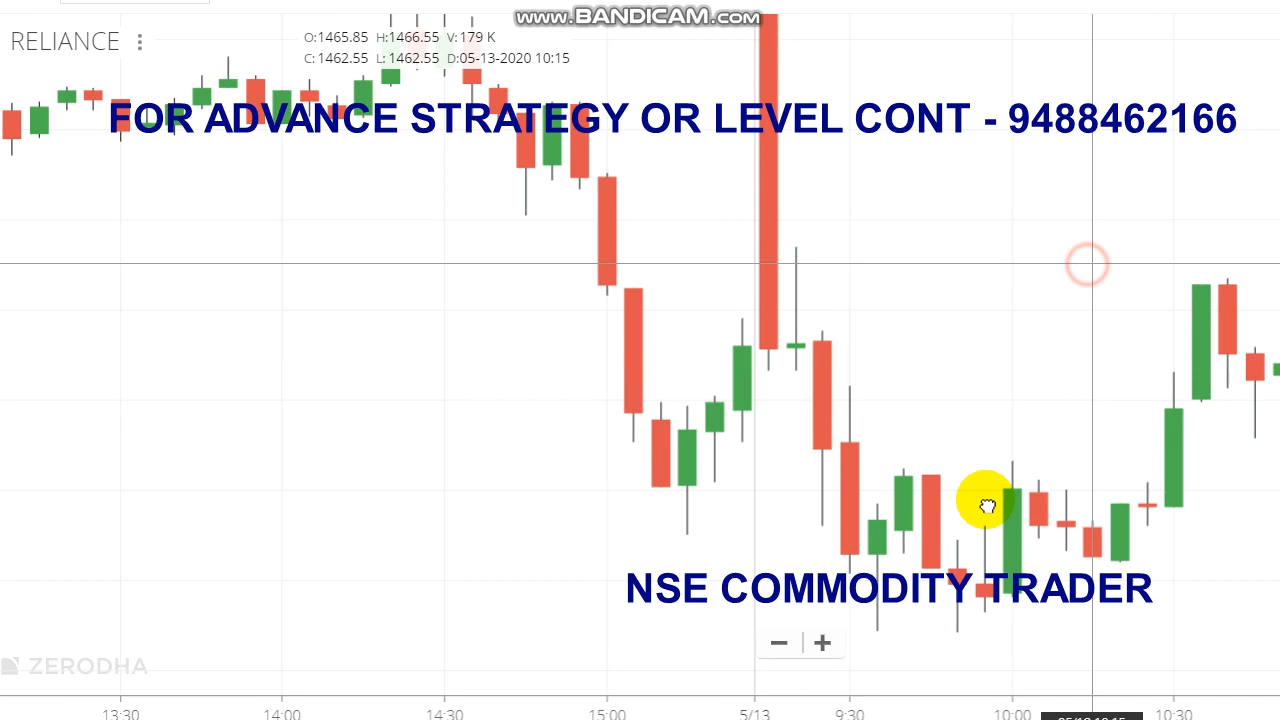 www.BANDICAM.com
RELIANCE
O:1465.85 H:1466.55 V:179 K
C:1462.55 L:1462.55 D:05-13-2020 10:15
FOR ADVANCE STRATEGY OR LEVEL CONT - 9488462166
NSE COMMODITY TRADER
− +
ZERODHA
13:30 14:00 14:30 15:00 5/13 9:30 10:00 10:30